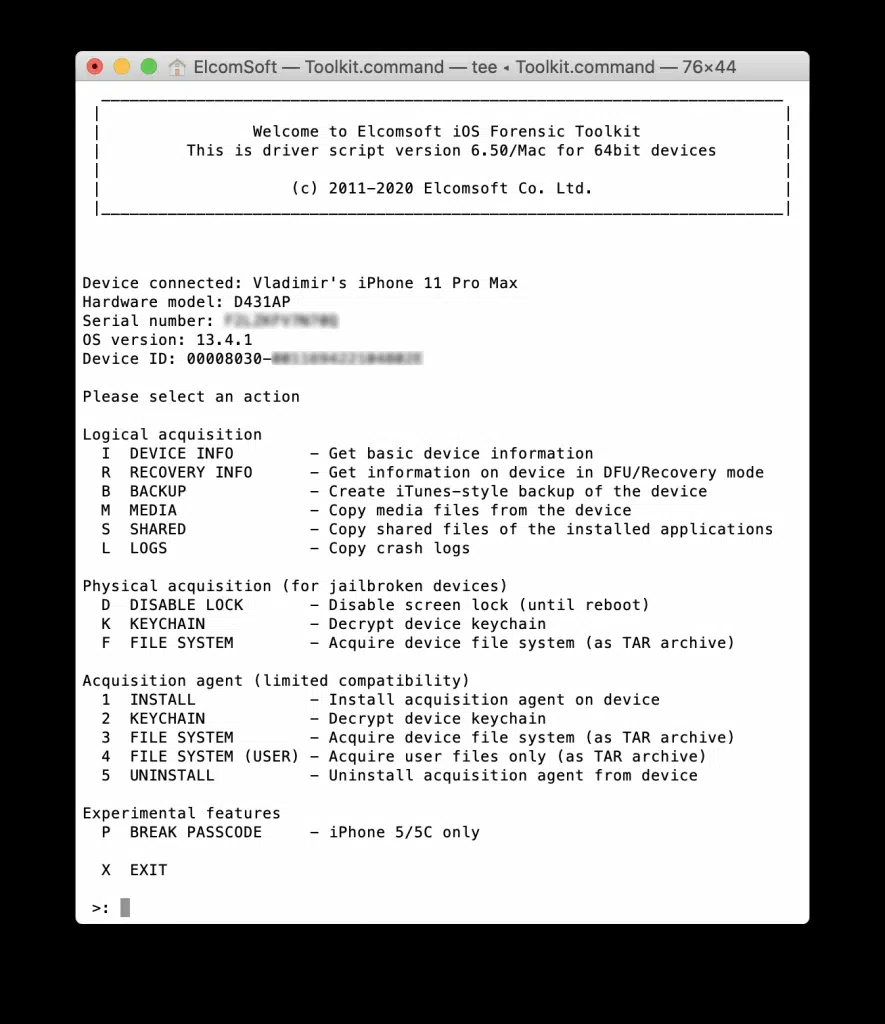 ElcomSoft — Toolkit.command — tee ◂ Toolkit.command — 76×44
Welcome to Elcomsoft iOS Forensic Toolkit
This is driver script version 6.50/Mac for 64bit devices
(c) 2011-2020 Elcomsoft Co. Ltd.
Device connected: Vladimir's iPhone 11 Pro Max
Hardware model: D431AP
Serial number:
OS version: 13.4.1
Device ID: 00008030-
Please select an action
Logical acquisition
I DEVICE INFO - Get basic device information
R RECOVERY INFO - Get information on device in DFU/Recovery mode
B BACKUP - Create iTunes-style backup of the device
M MEDIA - Copy media files from the device
S SHARED - Copy shared files of the installed applications
L LOGS - Copy crash logs
Physical acquisition (for jailbroken devices)
D DISABLE LOCK - Disable screen lock (until reboot)
K KEYCHAIN - Decrypt device keychain
F FILE SYSTEM - Acquire device file system (as TAR archive)
Acquisition agent (limited compatibility)
1 INSTALL - Install acquisition agent on device
2 KEYCHAIN - Decrypt device keychain
3 FILE SYSTEM - Acquire device file system (as TAR archive)
4 FILE SYSTEM (USER) - Acquire user files only (as TAR archive)
5 UNINSTALL - Uninstall acquisition agent from device
Experimental features
P BREAK PASSCODE - iPhone 5/5C only
X EXIT
>: